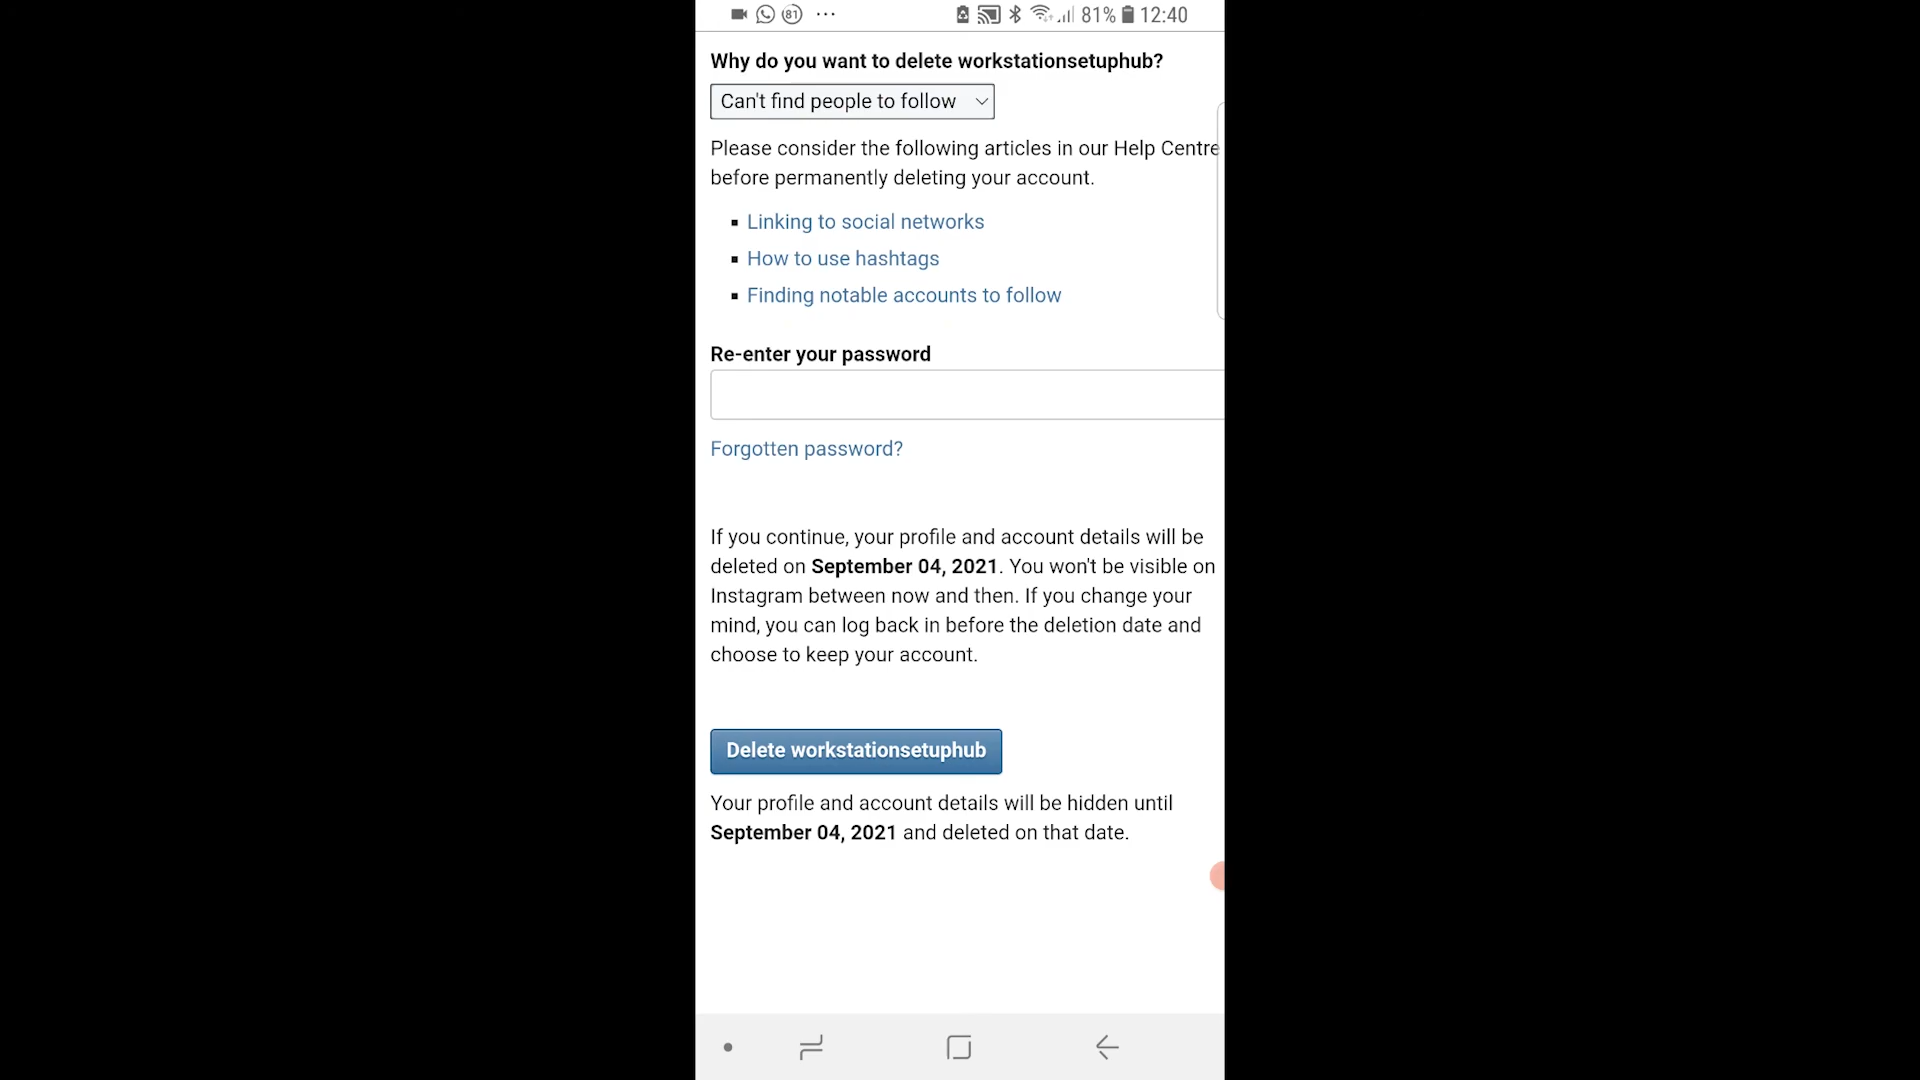 81 ... 81% 12:40
Why do you want to delete workstationsetuphub?
Can't find people to follow
Please consider the following articles in our Help Centre
before permanently deleting your account.
Linking to social networks
How to use hashtags
Finding notable accounts to follow
Re-enter your password
Forgotten password?
If you continue, your profile and account details will be
deleted on September 04, 2021. You won't be visible on
Instagram between now and then. If you change your
mind, you can log back in before the deletion date and
choose to keep your account.
Delete workstationsetuphub
Your profile and account details will be hidden until
September 04, 2021 and deleted on that date.